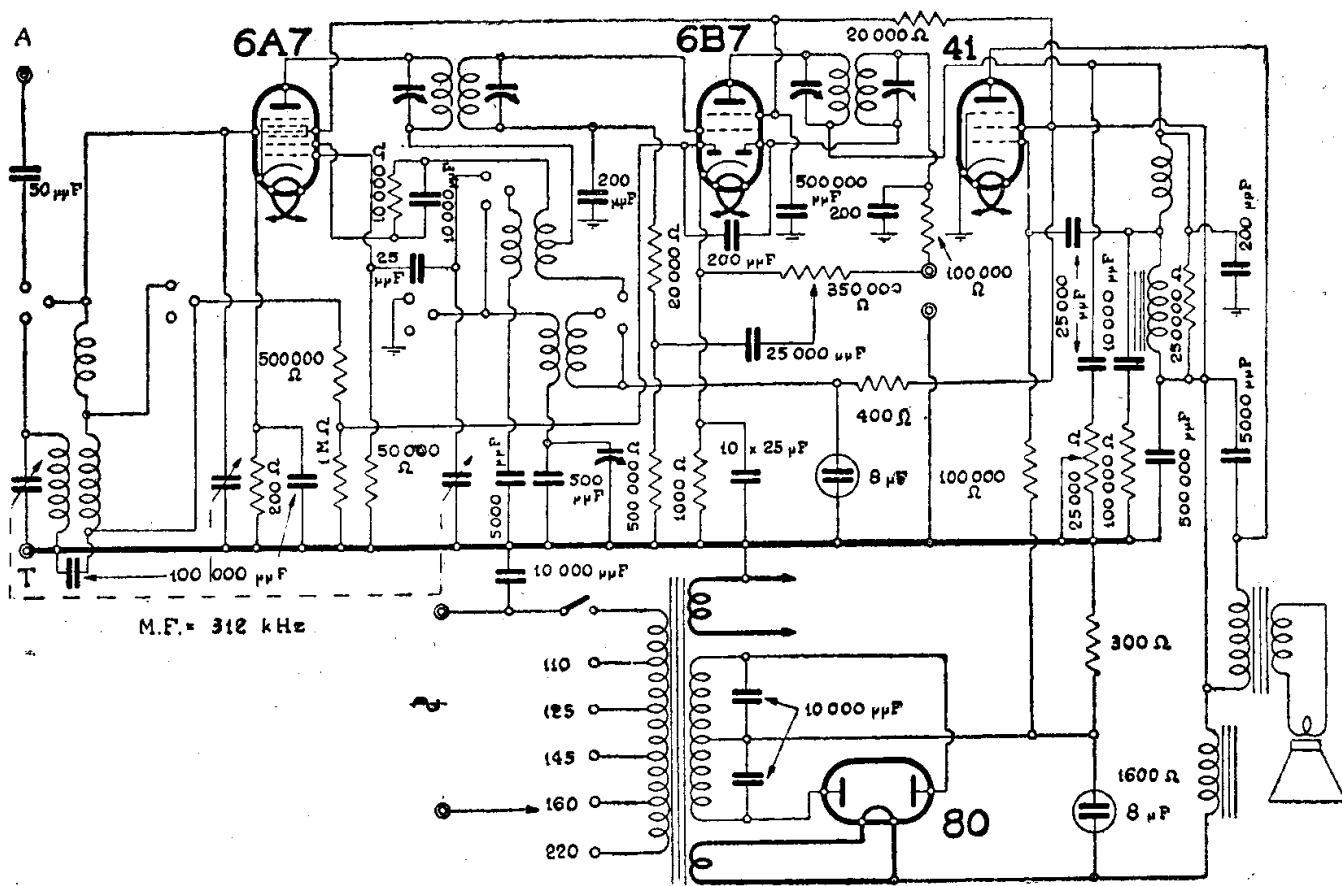 A
6A7
6B7
41
20 000 Ω
50 µµF
10 000 Ω
10 000 µµF
200 µµF
25 µµF
20 000 Ω
200 µµF
500 000 µµF
200
350 000 Ω
100 000 Ω
25 000 µµF
25 000 µµF
10 000 µµF
250 000 Ω
200 µµF
500 000 Ω
1 MΩ
50 000 Ω
200 Ω
5000 µµF
500 µµF
500 000 Ω
1000 Ω
10 x 25 µF
400 Ω
8 µF
100 000 Ω
25 000 Ω
100 000 Ω
500 000 µµF
5000 µµF
T
100 000 µµF
10 000 µµF
M.F. = 312 kHz
110
125
145
160
220
10 000 µµF
80
300 Ω
1600 Ω
8 µF